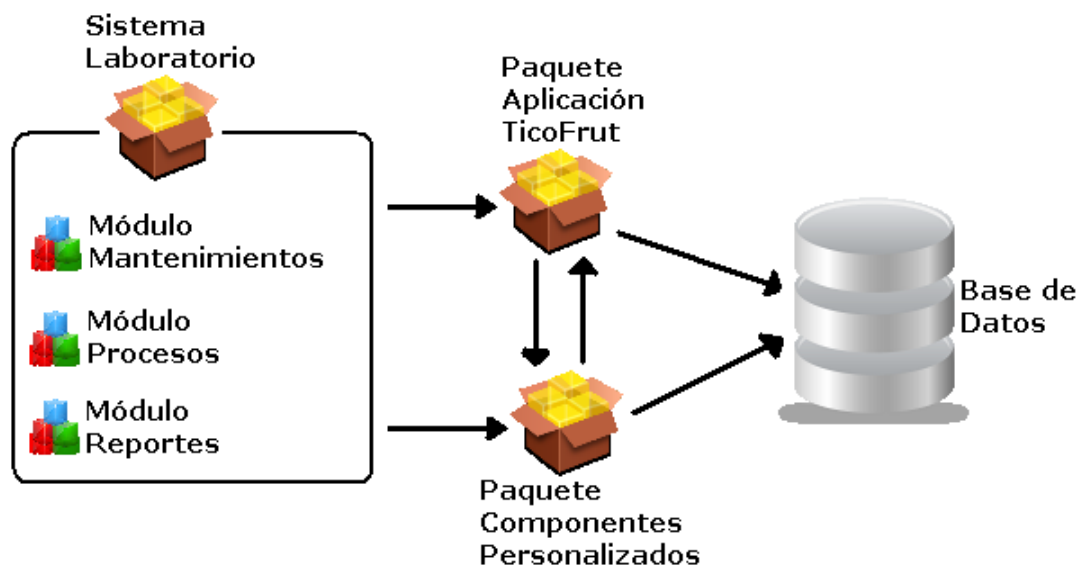 Sistema
Laboratorio
Módulo
Mantenimientos
Módulo
Procesos
Módulo
Reportes
Paquete
Aplicación
TicoFrut
Paquete
Componentes
Personalizados
Base de
Datos